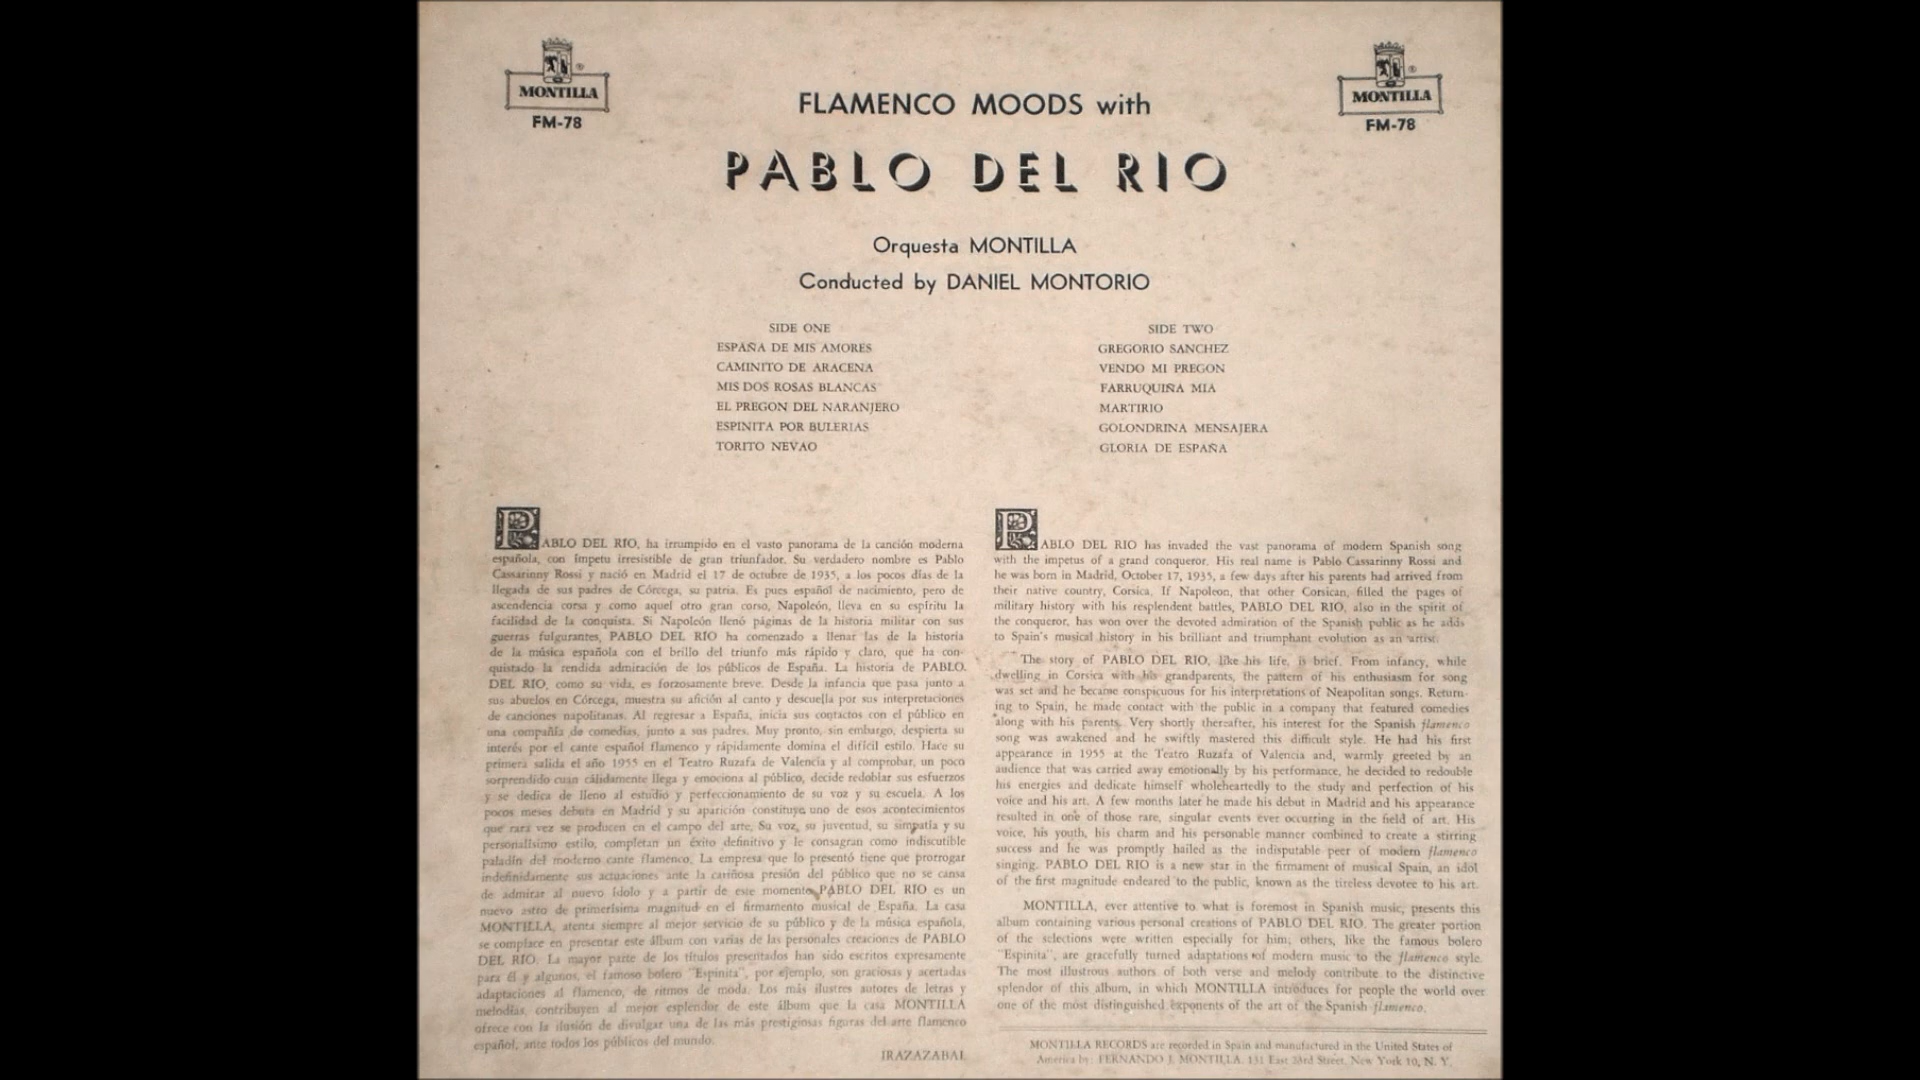 MONTILLA ®
FM-78
MONTILLA ®
FM-78
FLAMENCO MOODS with
PABLO DEL RIO
Orquesta MONTILLA
Conducted by DANIEL MONTORIO
SIDE ONE
ESPAÑA DE MIS AMORES
CAMINITO DE ARACENA
MIS DOS ROSAS BLANCAS
EL PREGON DEL NARANJERO
ESPINITA POR BULERIAS
TORITO NEVAO
SIDE TWO
GREGORIO SANCHEZ
VENDO MI PREGON
FARRUQUIÑA MIA
MARTIRIO
GOLONDRINA MENSAJERA
GLORIA DE ESPAÑA
PABLO DEL RIO, ha irrumpido en el vasto panorama de la canción moderna
española, con ímpetu irresistible de gran triunfador. Su verdadero nombre es Pablo
Cassarinny Rossi y nació en Madrid el 17 de octubre de 1935, a los pocos días de la
llegada de sus padres de Córcega, su patria. Es pues español de nacimiento, pero de
ascendencia corsa y como aquel otro gran corso, Napoleón, lleva en su espíritu la
facilidad de la conquista. Si Napoleón llenó páginas de la historia militar con sus
guerras fulgurantes, PABLO DEL RIO ha comenzado a llenar las de la historia
de la música española con el brillo del triunfo más rápido y claro, que ha con-
quistado la rendida admiración de los públicos de España. La historia de PABLO
DEL RIO, como su vida, es forzosamente breve. Desde la infancia que pasa junto a
sus abuelos en Córcega, muestra su afición al canto y descuella por sus interpretaciones
de canciones napolitanas. Al regresar a España, inicia sus contactos con el público en
una compañía de comedias, junto a sus padres. Muy pronto, sin embargo, despierta su
interés por el cante español flamenco y rápidamente domina el difícil estilo. Hace su
primera salida el año 1955 en el Teatro Ruzafa de Valencia y al comprobar, un poco
sorprendido cuan cálidamente llega y emociona al público, decide redoblar sus esfuerzos
y se dedica de lleno al estudio y perfeccionamiento de su voz y su escuela. A los
pocos meses debuta en Madrid y su aparición constituye uno de esos acontecimientos
que rara vez se producen en el campo del arte. Su voz, su juventud, su simpatía y su
personalísimo estilo, completan un éxito definitivo y le consagran como indiscutible
paladín del moderno cante flamenco. La empresa que lo presentó tiene que prorrogar
indefinidamente sus actuaciones ante la cariñosa presión del público que no se cansa
de admirar al nuevo ídolo y a partir de este momento PABLO DEL RIO es un
nuevo astro de primerísima magnitud en el firmamento musical de España. La casa
MONTILLA, atenta siempre al mejor servicio de su público y de la música española,
se complace en presentar este álbum con varias de las personales creaciones de PABLO
DEL RIO. La mayor parte de los títulos presentados han sido escritos expresamente
para él y algunos, el famoso bolero "Espinita", por ejemplo, son graciosas y acertadas
adaptaciones al flamenco, de ritmos de moda. Los más ilustres autores de letras y
melodías, contribuyen al mejor esplendor de este álbum que la casa MONTILLA
ofrece con la ilusión de divulgar una de las más prestigiosas figuras del arte flamenco
español, ante todos los públicos del mundo.
IRAZAZABAL
PABLO DEL RIO has invaded the vast panorama of modern Spanish song
with the impetus of a grand conqueror. His real name is Pablo Cassarinny Rossi and
he was born in Madrid, October 17, 1935, a few days after his parents had arrived from
their native country, Corsica. If Napoleon, that other Corsican, filled the pages of
military history with his resplendent battles, PABLO DEL RIO, also in the spirit of
the conqueror, has won over the devoted admiration of the Spanish public as he adds
to Spain's musical history in his brilliant and triumphant evolution as an artist.
The story of PABLO DEL RIO, like his life, is brief. From infancy, while
dwelling in Corsica with his grandparents, the pattern of his enthusiasm for song
was set and he became conspicuous for his interpretations of Neapolitan songs. Return-
ing to Spain, he made contact with the public in a company that featured comedies
along with his parents. Very shortly thereafter, his interest for the Spanish flamenco
song was awakened and he swiftly mastered this difficult style. He had his first
appearance in 1955 at the Teatro Ruzafa of Valencia and, warmly greeted by an
audience that was carried away emotionally by his performance, he decided to redouble
his energies and dedicate himself wholeheartedly to the study and perfection of his
voice and his art. A few months later he made his debut in Madrid and his appearance
resulted in one of those rare, singular events ever occurring in the field of art. His
voice, his youth, his charm and his personable manner combined to create a stirring
success and he was promptly hailed as the indisputable peer of modern flamenco
singing. PABLO DEL RIO is a new star in the firmament of musical Spain, an idol
of the first magnitude endeared to the public, known as the tireless devotee to his art.
MONTILLA, ever attentive to what is foremost in Spanish music, presents this
album containing various personal creations of PABLO DEL RIO. The greater portion
of the selections were written especially for him; others, like the famous bolero
"Espinita", are gracefully turned adaptations of modern music to the flamenco style.
The most illustrous authors of both verse and melody contribute to the distinctive
splendor of this album, in which MONTILLA introduces for people the world over
one of the most distinguished exponents of the art of the Spanish flamenco.
MONTILLA RECORDS are recorded in Spain and manufactured in the United States of
America by: FERNANDO J. MONTILLA, 131 East 23rd Street, New York 10, N. Y.